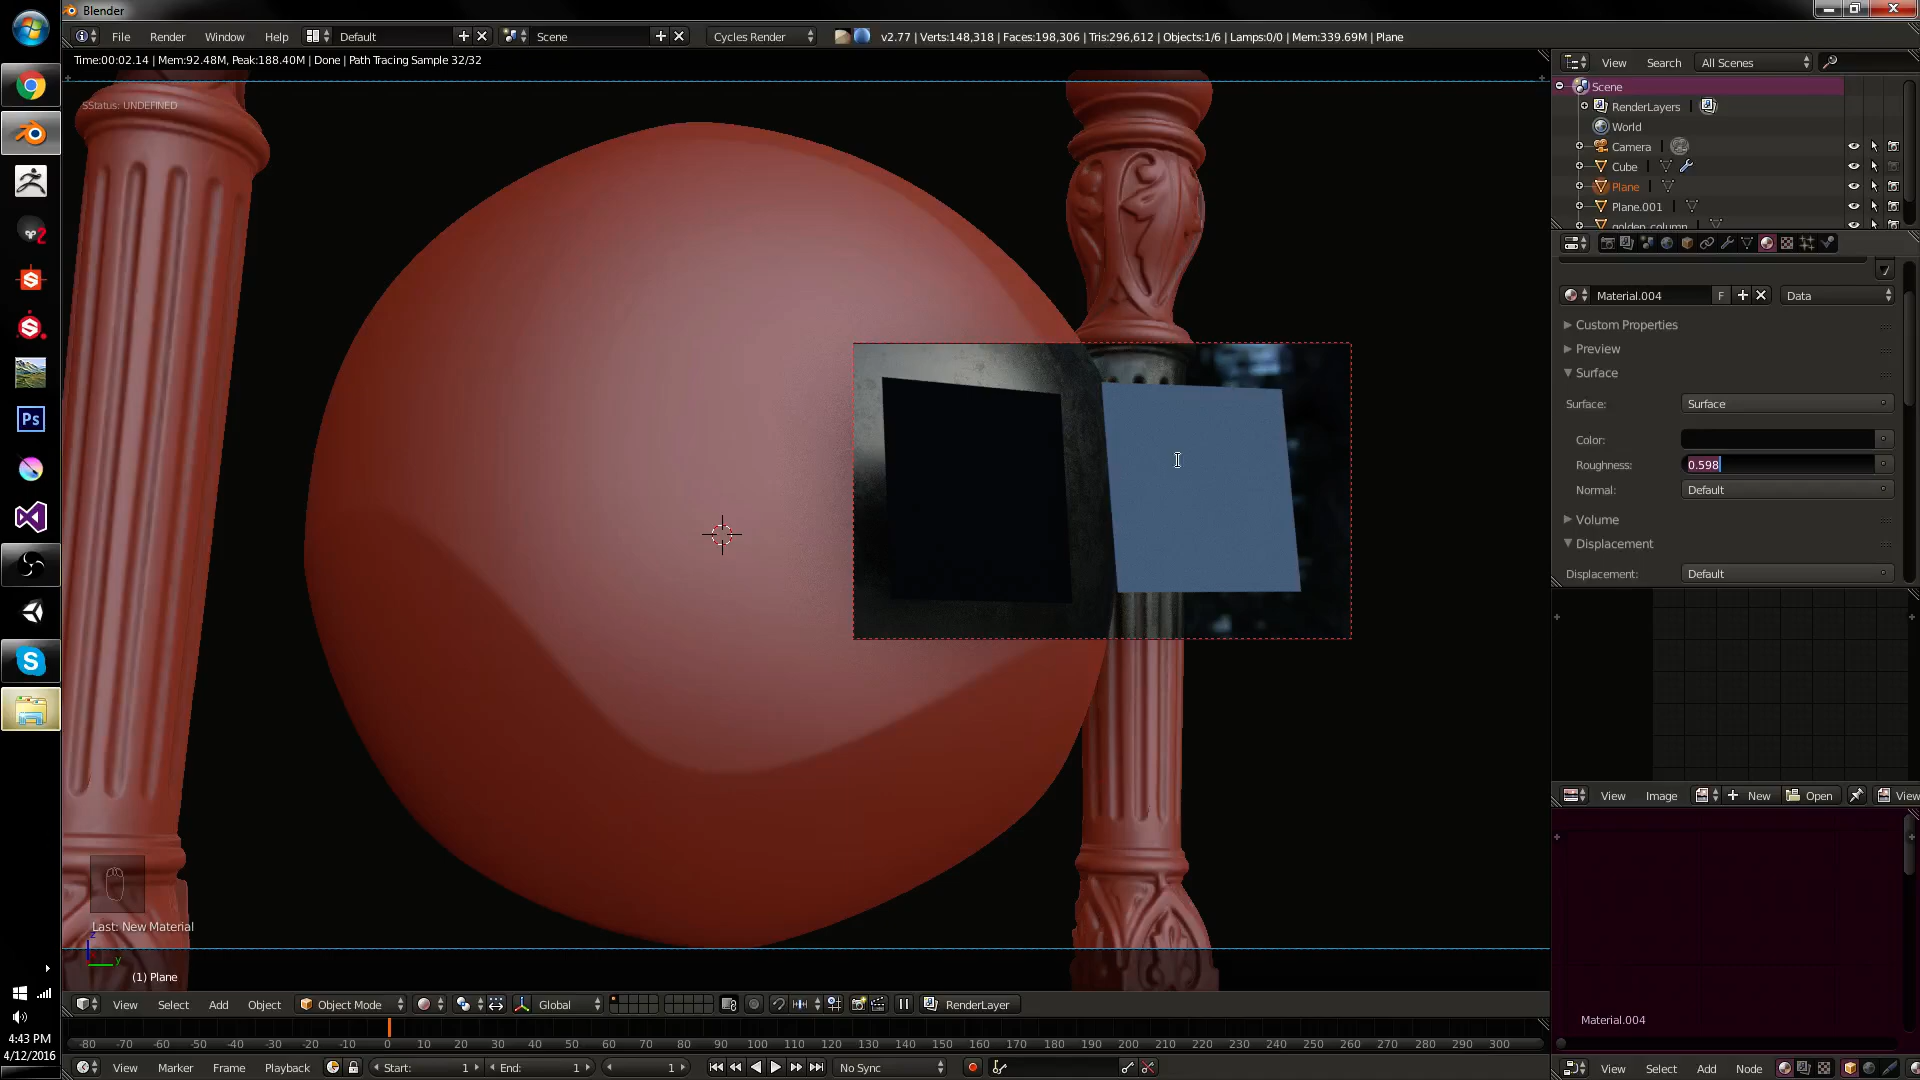 Blender
File Render Window Help Default Scene Cycles Render v2.77 | Verts:148,318 | Faces:198,306 | Tris:296,612 | Objects:1/6 | Lamps:0/0 | Mem:339.69M | Plane
Time:00:02.14 | Mem:92.48M, Peak:188.40M | Done | Path Tracing Sample 32/32
SStatus: UNDEFINED
View Search All Scenes
Scene
RenderLayers
World
Camera
Cube
Plane
Plane.001
golden_column
Material.004 F Data
Custom Properties
Preview
Surface
Surface: Surface
Color:
Roughness: 0.598
Normal: Default
Volume
Displacement
Displacement: Default
View Image New Open View
Material.004
View Select Add Node
2
Ps
Last: New Material
z
y
(1) Plane
View Select Add Object Object Mode Global RenderLayer
-80 -70 -60 -50 -40 -30 -20 -10 0 10 20 30 40 50 60 70 80 90 100 110 120 130 140 150 160 170 180 190 200 210 220 230 240 250 260 270 280 290 300
View Marker Frame Playback Start: 1 End: 1 1 No Sync
4:43 PM
4/12/2016